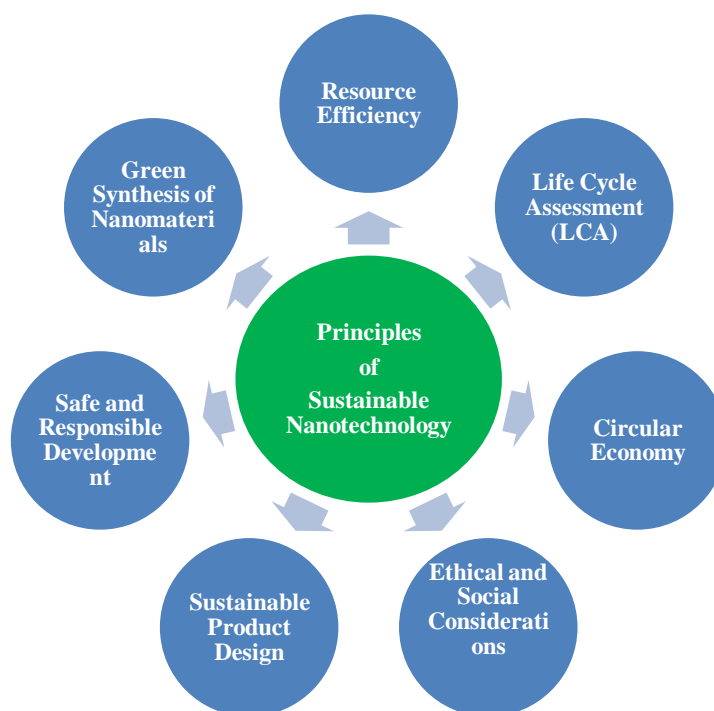 Resource
Efficiency
Life Cycle
Assessment
(LCA)
Circular
Economy
Ethical and
Social
Considerati
ons
Sustainable
Product
Design
Safe and
Responsible
Developme
nt
Green
Synthesis of
Nanomateri
als
Principles
of
Sustainable
Nanotechnology